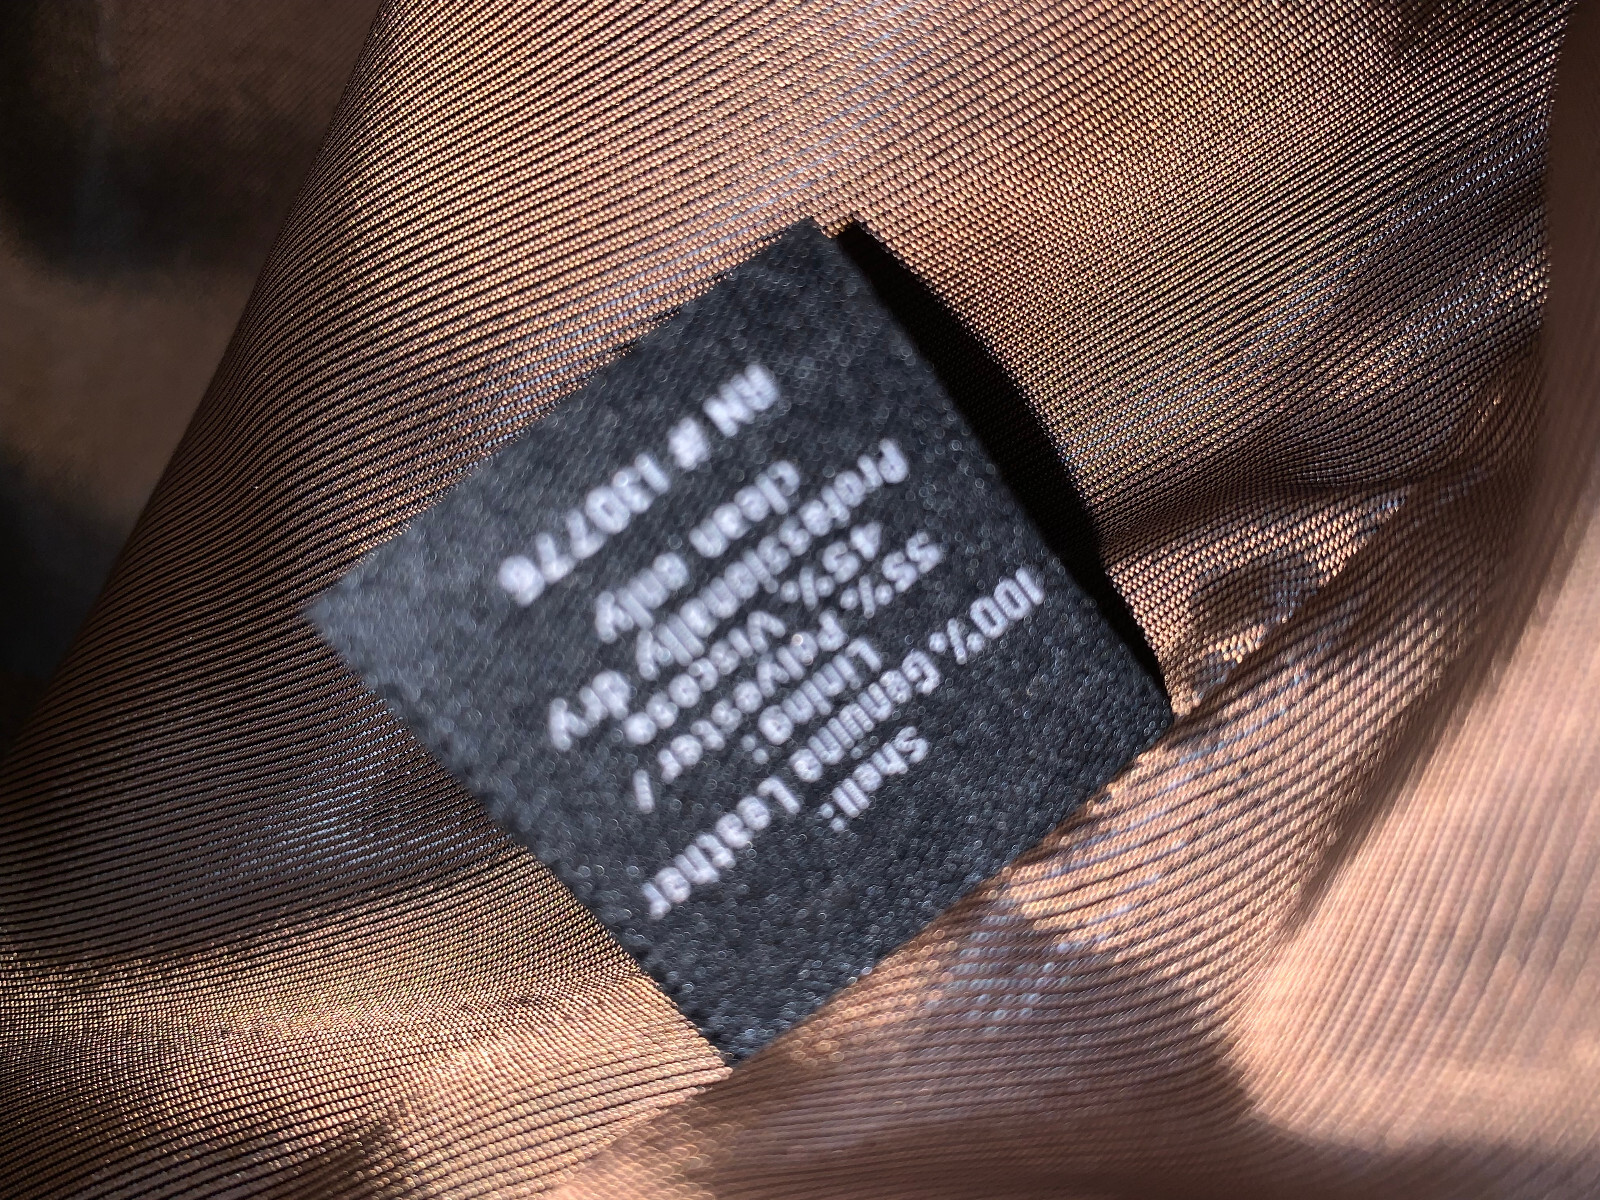 Shell:
100% Genuine Leather
Lining:
55% Polyester/
45% Viscose
Professionally dry
clean only
RN # 130776